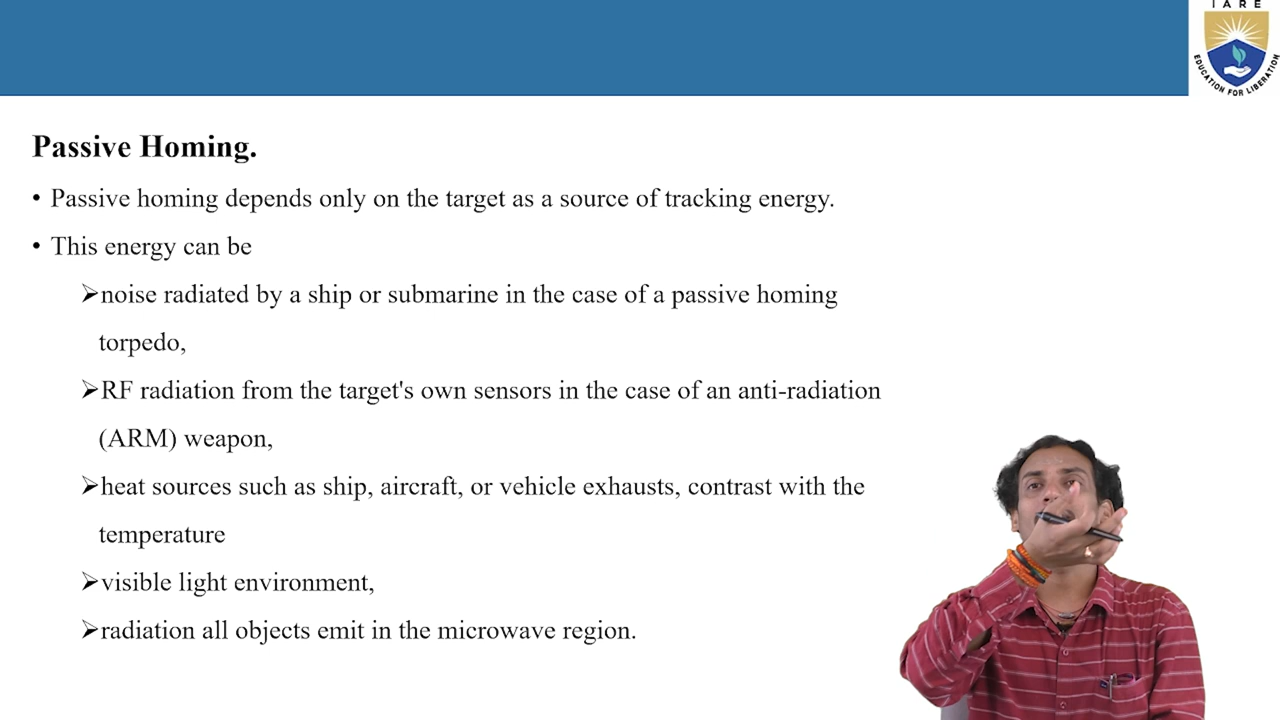 IARE
EDUCATION FOR LIBERATION
Passive Homing.
• Passive homing depends only on the target as a source of tracking energy.
• This energy can be
➢noise radiated by a ship or submarine in the case of a passive homing
torpedo,
➢RF radiation from the target's own sensors in the case of an anti-radiation
(ARM) weapon,
➢heat sources such as ship, aircraft, or vehicle exhausts, contrast with the
temperature
➢visible light environment,
➢radiation all objects emit in the microwave region.